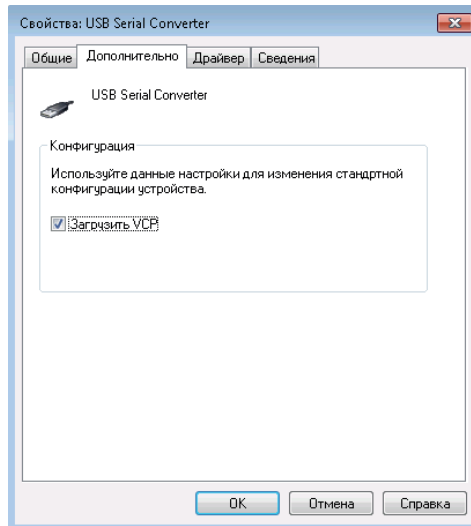 Свойства: USB Serial Converter
Общие Дополнительно Драйвер Сведения
USB Serial Converter
Конфигурация
Используйте данные настройки для изменения стандртной
конфигурации устройства.
Загрузить VCP
OK Отмена Справка